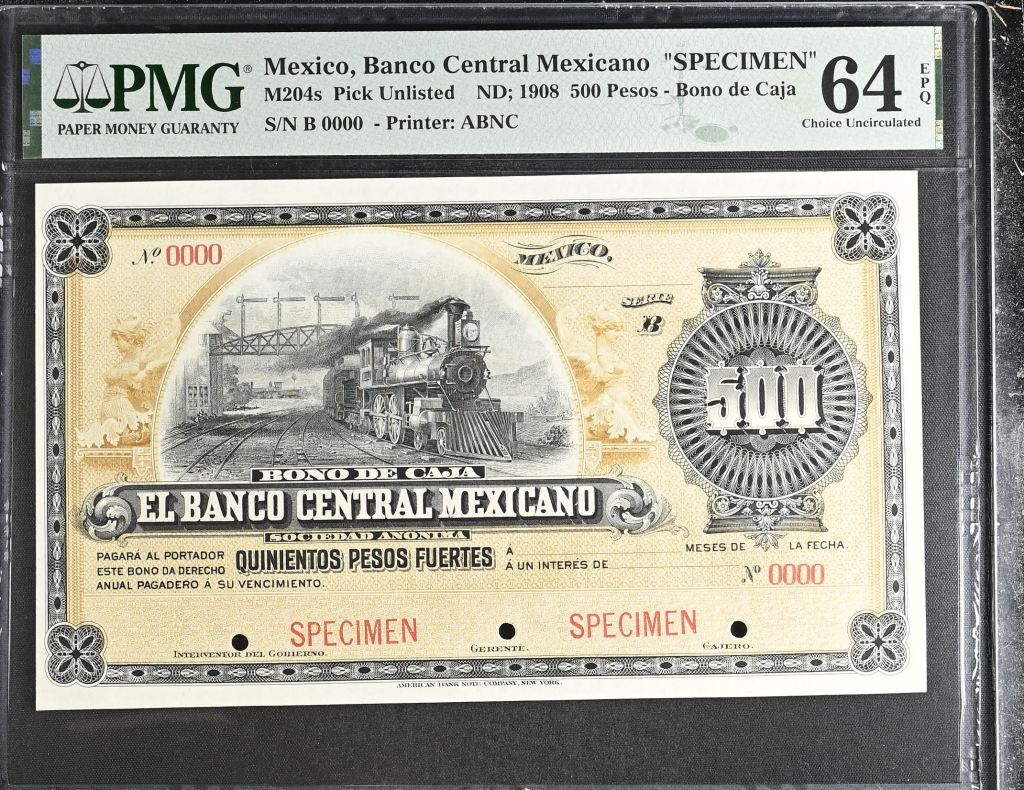 PMG®
PAPER MONEY GUARANTY
Mexico, Banco Central Mexicano "SPECIMEN"
M204s Pick Unlisted ND; 1908 500 Pesos - Bono de Caja
S/N B 0000 - Printer: ABNC
64 EPQ
Choice Uncirculated
Nº 0000
MEXICO,
SERIE
B
500
BONO DE CAJA
EL BANCO CENTRAL MEXICANO
SOCIEDAD ANONIMA
PAGARÁ AL PORTADOR QUINIENTOS PESOS FUERTES Á MESES DE LA FECHA.
ESTE BONO DA DERECHO Á UN INTERÉS DE
ANUAL PAGADERO Á SU VENCIMIENTO.
Nº 0000
SPECIMEN SPECIMEN
INTERVENTOR DEL GOBIERNO. GERENTE. CAJERO.
AMERICAN BANK NOTE COMPANY, NEW YORK.